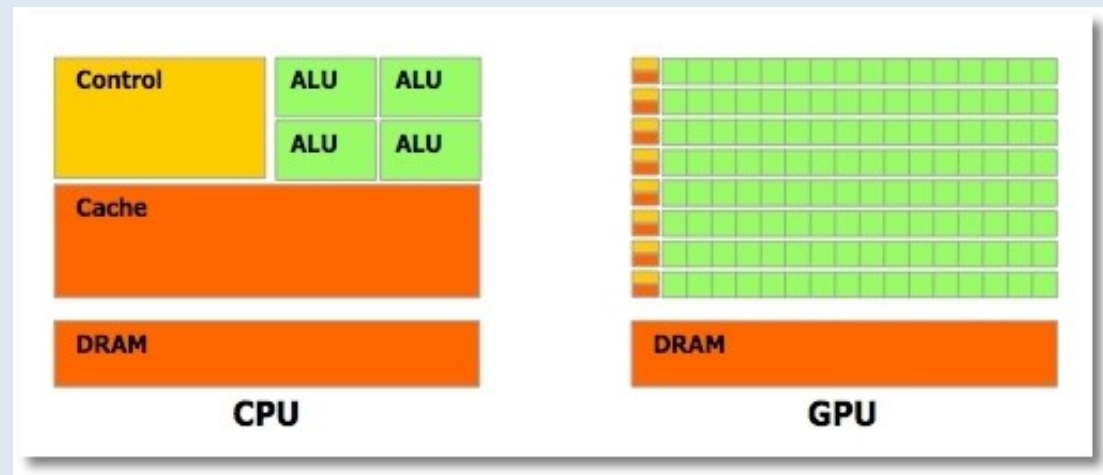 Control ALU ALU
ALU ALU
Cache
DRAM DRAM
CPU GPU